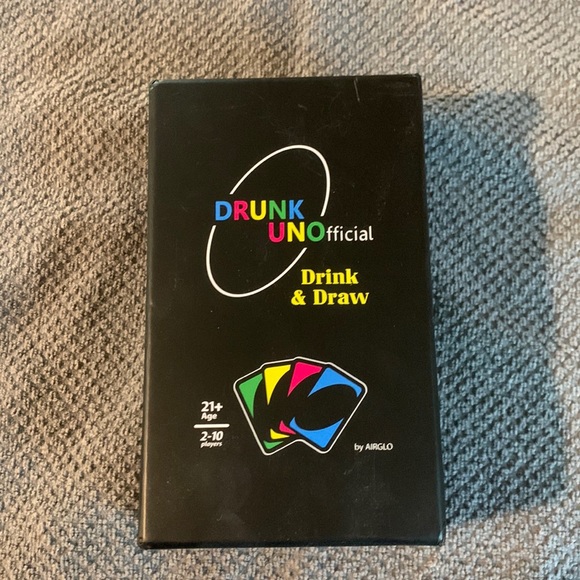 DRUNK
UNOfficial
Drink
& Draw
21+
Age
2-10
players
by AIRGLO